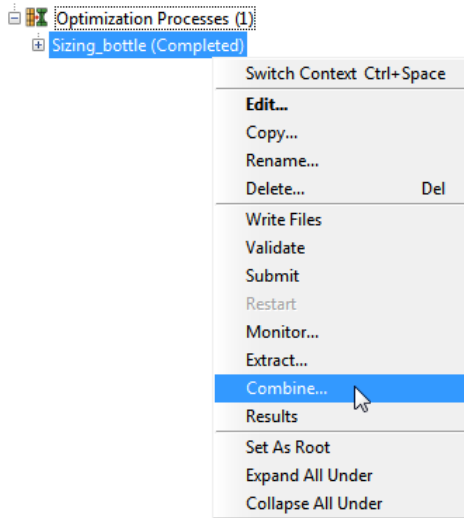 Optimization Processes (1)
Sizing_bottle (Completed)
Switch Context Ctrl+Space
Edit...
Copy...
Rename...
Delete... Del
Write Files
Validate
Submit
Restart
Monitor...
Extract...
Combine...
Results
Set As Root
Expand All Under
Collapse All Under